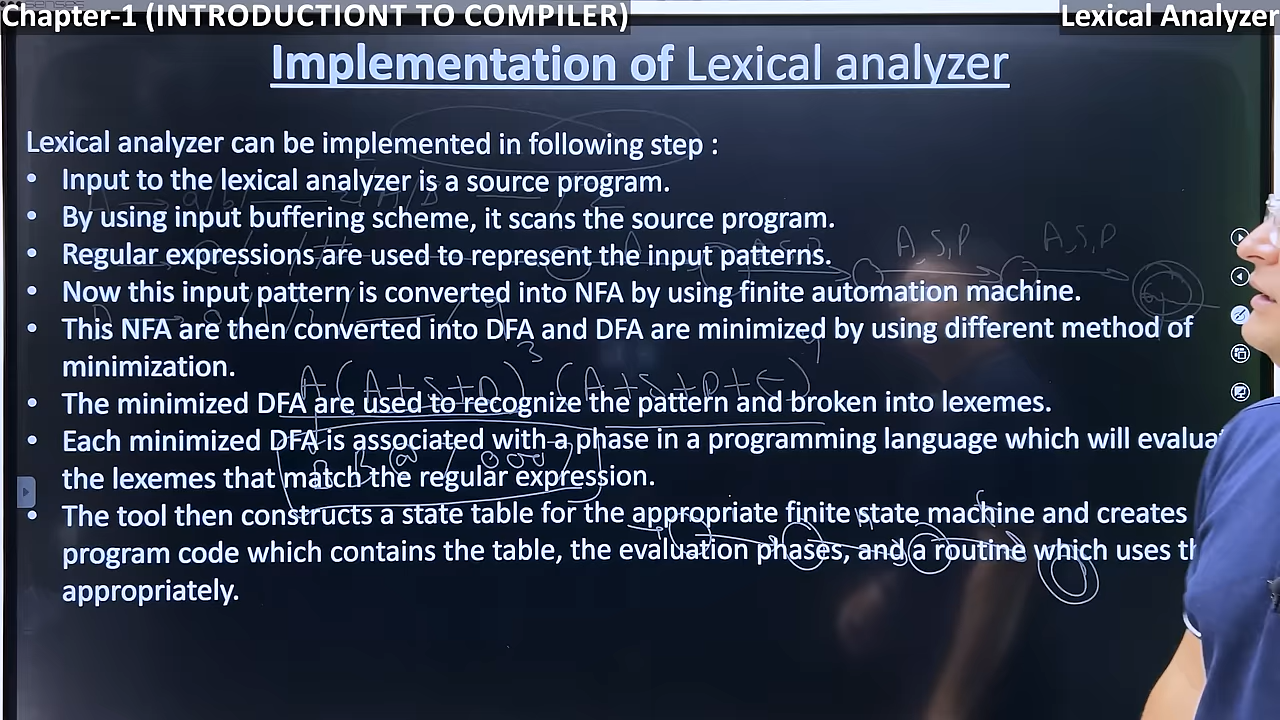 Chapter-1 (INTRODUCTIONT TO COMPILER)
Lexical Analyzer
Implementation of Lexical analyzer
Lexical analyzer can be implemented in following step :
• Input to the lexical analyzer is a source program.
• By using input buffering scheme, it scans the source program.
• Regular expressions are used to represent the input patterns.
• Now this input pattern is converted into NFA by using finite automation machine.
• This NFA are then converted into DFA and DFA are minimized by using different method of
minimization.
• The minimized DFA are used to recognize the pattern and broken into lexemes.
• Each minimized DFA is associated with a phase in a programming language which will
the lexemes that match the regular expression.
• The tool then constructs a state table for the appropriate finite state machine and creates
program code which contains the table, the evaluation phases, and a routine which uses
appropriately.
A, S, D
A, S, D